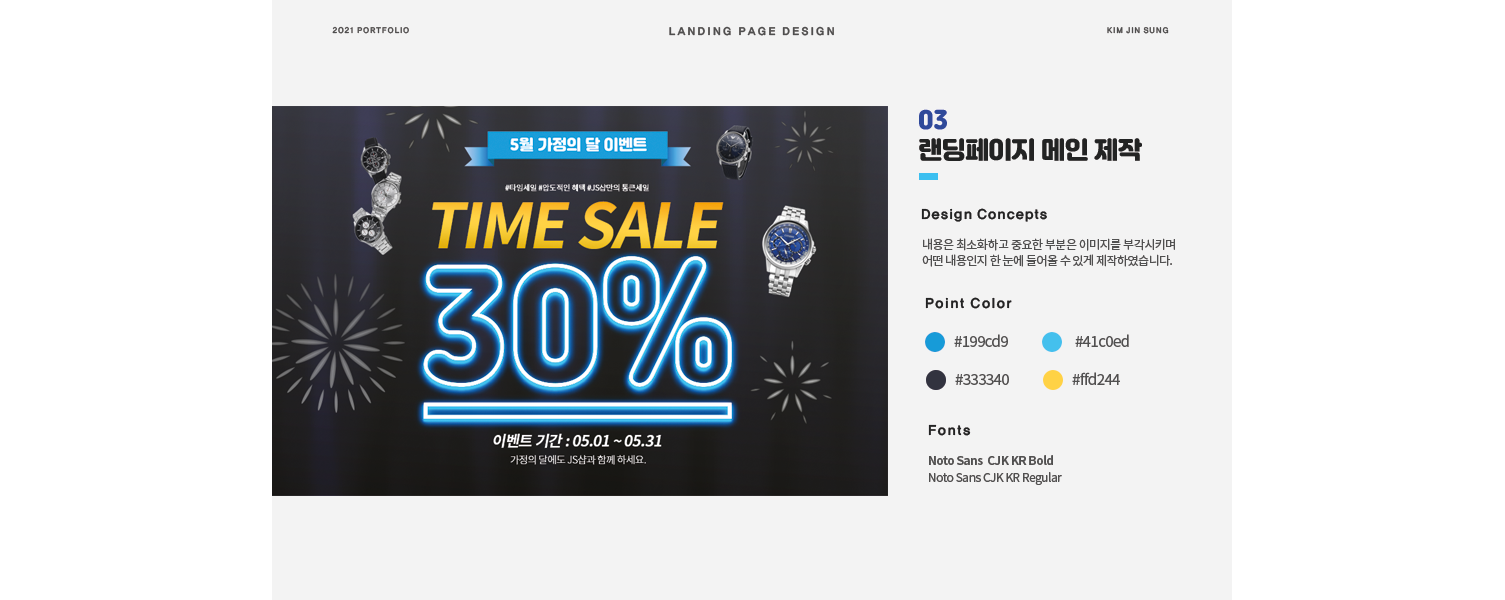 2021 PORTFOLIO
LANDING PAGE DESIGN
KIM JIN SUNG
5월 가정의 달 이벤트
#타임세일 #압도적인 혜택 #JS샵만의 통큰세일
TIME SALE
30%
이벤트 기간 : 05.01 ~ 05.31
가정의 달에도 JS샵과 함께 하세요.
03
랜딩페이지 메인 제작
Design Concepts
내용은 최소화하고 중요한 부분은 이미지를 부각시키며
어떤 내용인지 한 눈에 들어올 수 있게 제작하였습니다.
Point Color
#199cd9 #41c0ed
#333340 #ffd244
Fonts
Noto Sans CJK KR Bold
Noto Sans CJK KR Regular